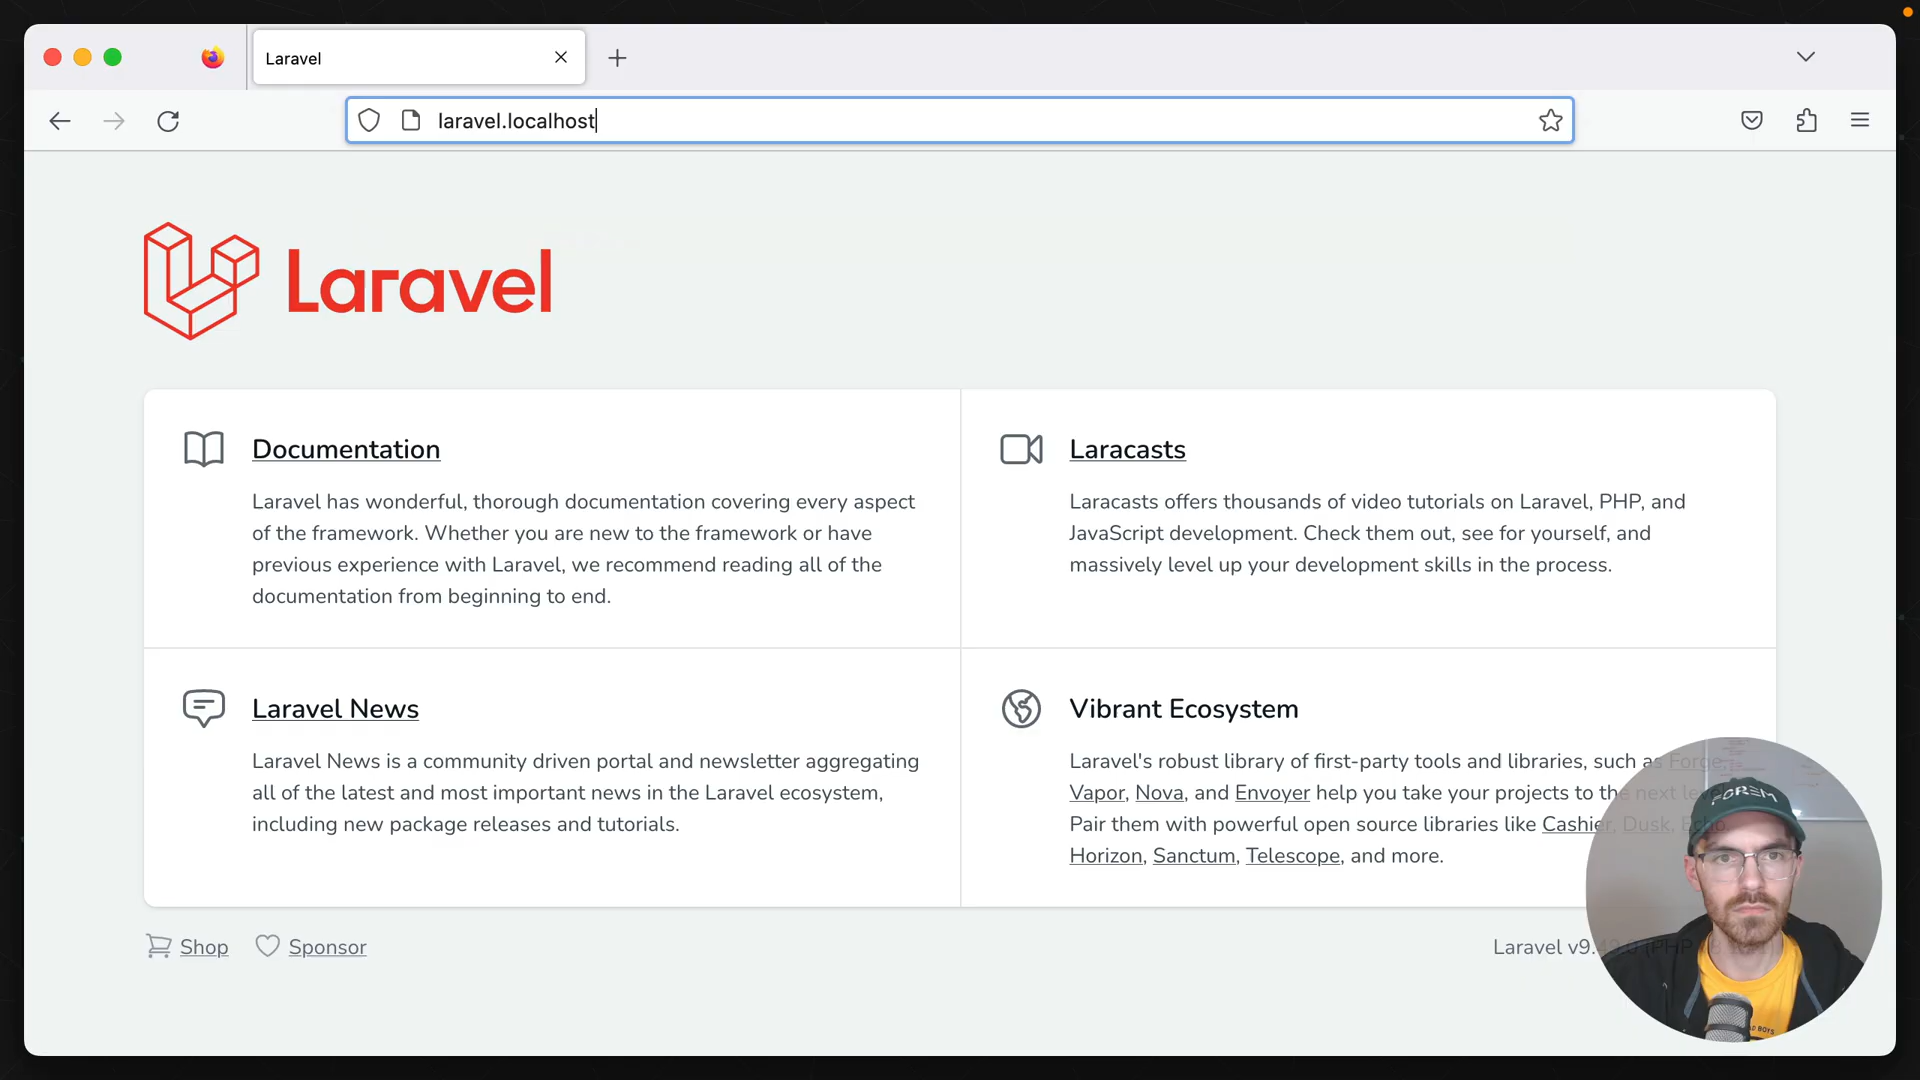 Laravel
laravel.localhost
Laravel
Documentation
Laravel has wonderful, thorough documentation covering every aspect
of the framework. Whether you are new to the framework or have
previous experience with Laravel, we recommend reading all of the
documentation from beginning to end.
Laracasts
Laracasts offers thousands of video tutorials on Laravel, PHP, and
JavaScript development. Check them out, see for yourself, and
massively level up your development skills in the process.
Laravel News
Laravel News is a community driven portal and newsletter aggregating
all of the latest and most important news in the Laravel ecosystem,
including new package releases and tutorials.
Vibrant Ecosystem
Laravel's robust library of first-party tools and libraries, such as Forge,
Vapor, Nova, and Envoyer help you take your projects to the next level.
Pair them with powerful open source libraries like Cashier, Dusk, Echo,
Horizon, Sanctum, Telescope, and more.
Shop
Sponsor
Laravel
FOREM